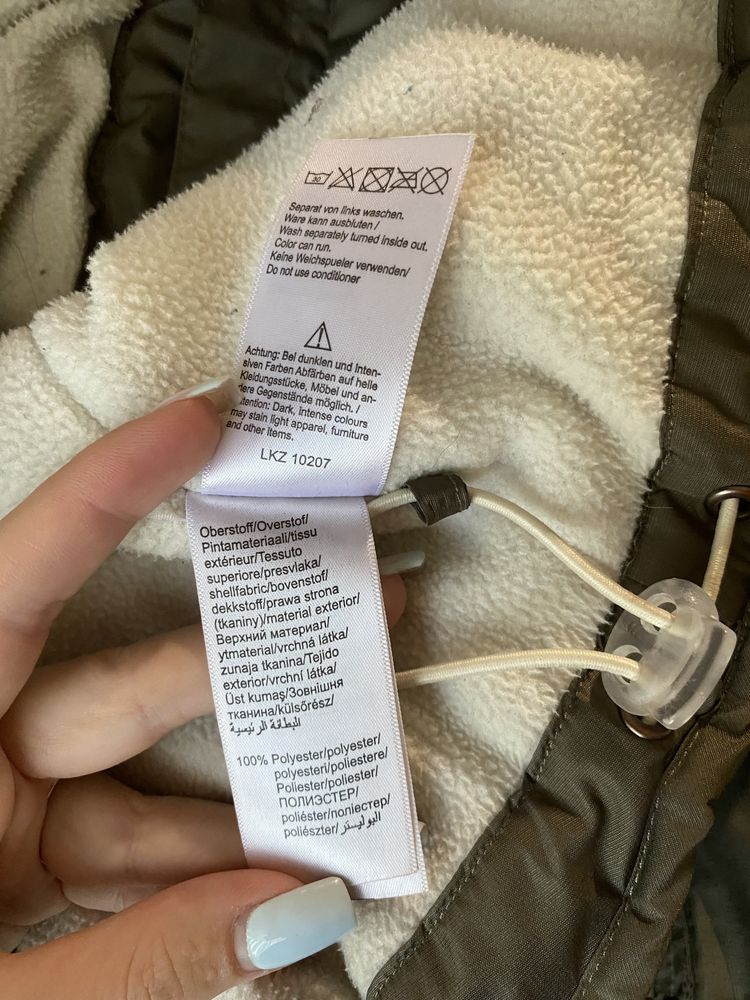 30
Separat von links waschen.
Ware kann ausbluten /
Wash separately turned inside out.
Color can run.
Keine Weichspueler verwenden/
Do not use conditioner
Achtung: Bei dunklen und inten-
siven Farben Abfärben auf helle
Kleidungsstücke, Möbel und an-
dere Gegenstände möglich. /
Attention: Dark, intense colours
may stain light apparel, furniture
and other items.
LKZ 10207
Oberstoff/Overstof/
Pintamateriaali/tissu
extérieur/Tessuto
superiore/presvlaka/
shellfabric/bovenstof/
dekkstoff/prawa strona
(tkaniny)/material exterior/
Верхний материал/
ytmaterial/vrchná látka/
zunaja tkanina/Tejido
exterior/vrchní látka/
Üst kumaş/Зовнішня
тканина/külsőrész/
البطانة الرئيسية
100% Polyester/polyester/
polyesteri/poliestere/
Poliester/poliester/
ПОЛИЭСТЕР/
poliéster/поліестер/
poliészter/البوليستر